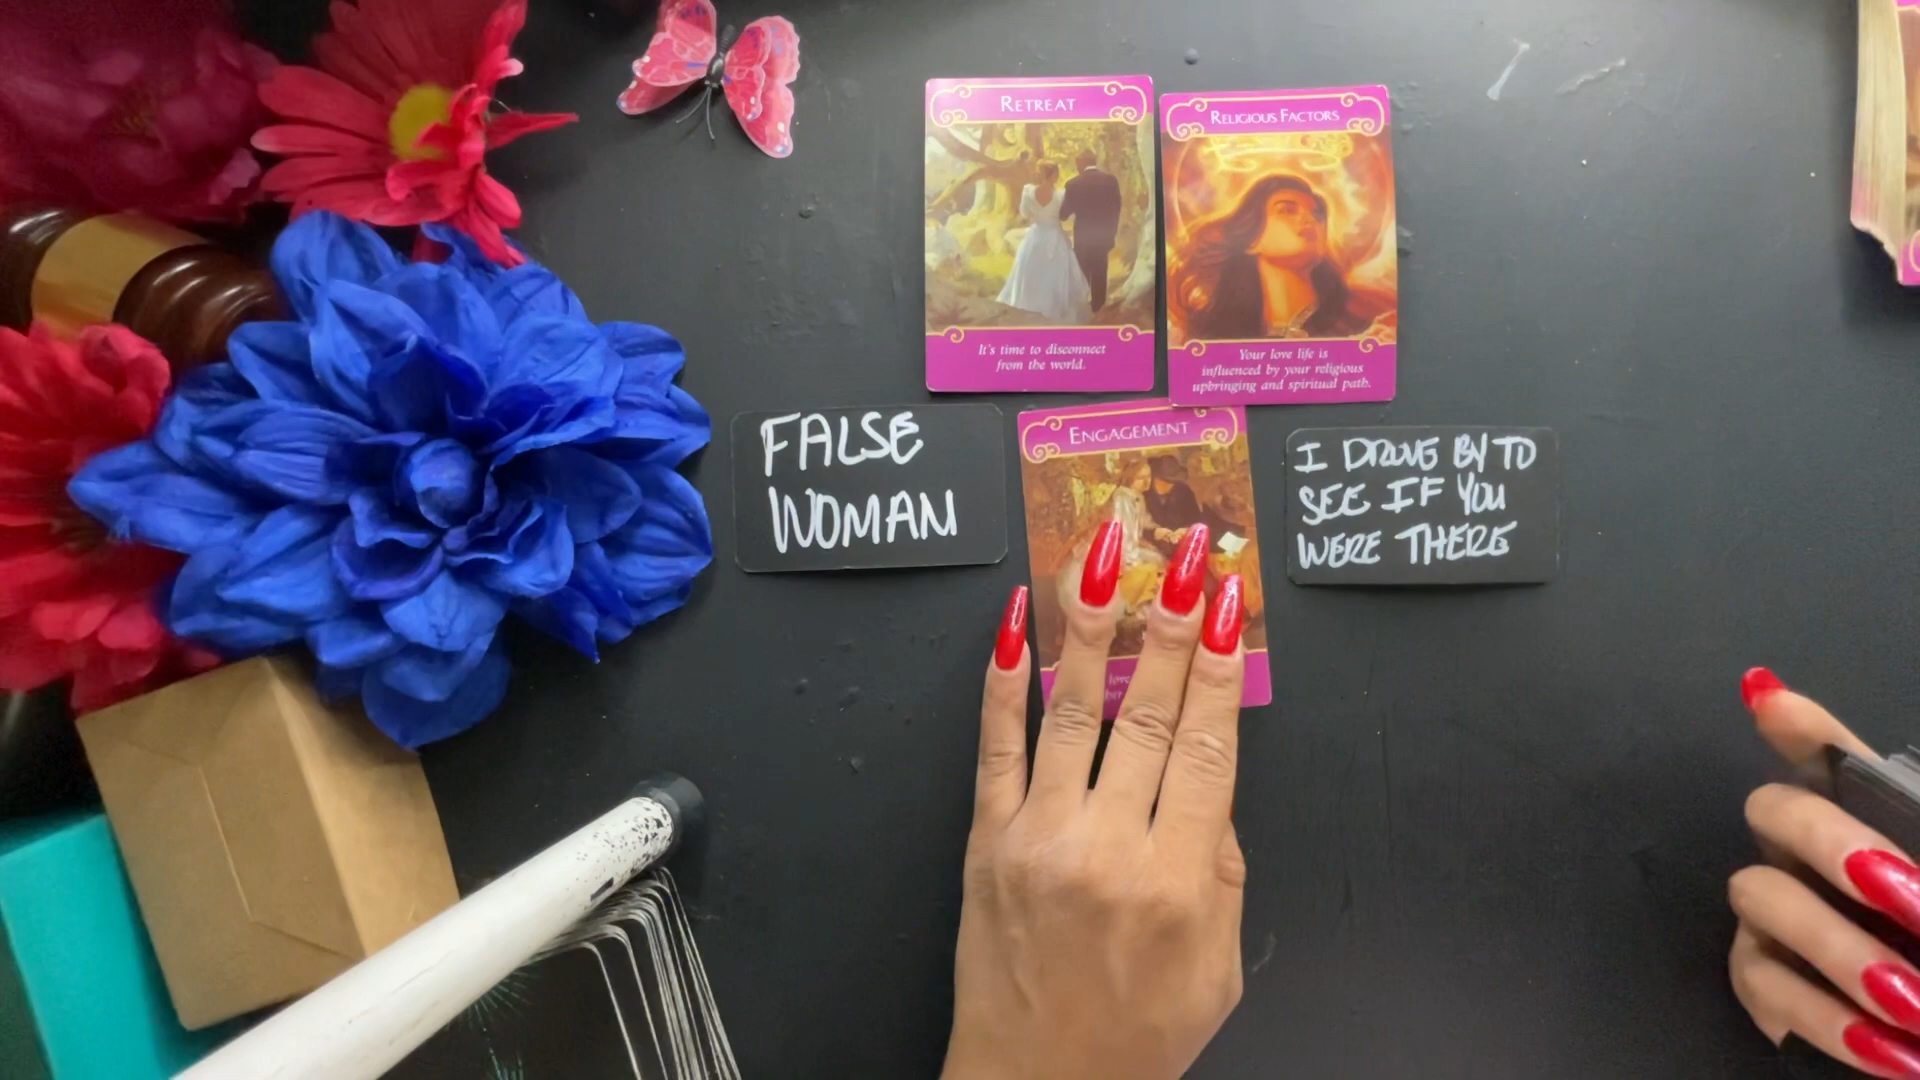 RETREAT
It's time to disconnect
from the world.
RELIGIOUS FACTORS
Your love life is
influenced by your religious
upbringing and spiritual path.
FALSE
WOMAN
ENGAGEMENT
love
I DROVE BY TO
SEE IF YOU
WERE THERE